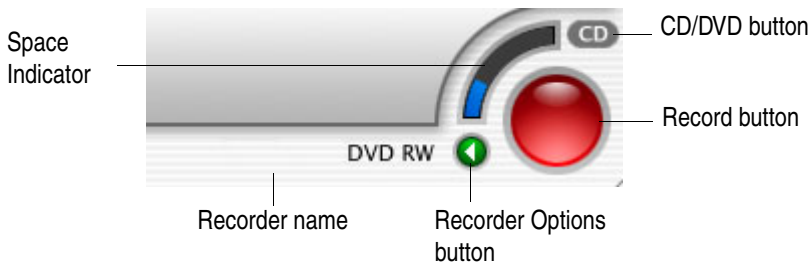 Space
Indicator
CD
CD/DVD button
Record button
DVD RW
Recorder name
Recorder Options
button